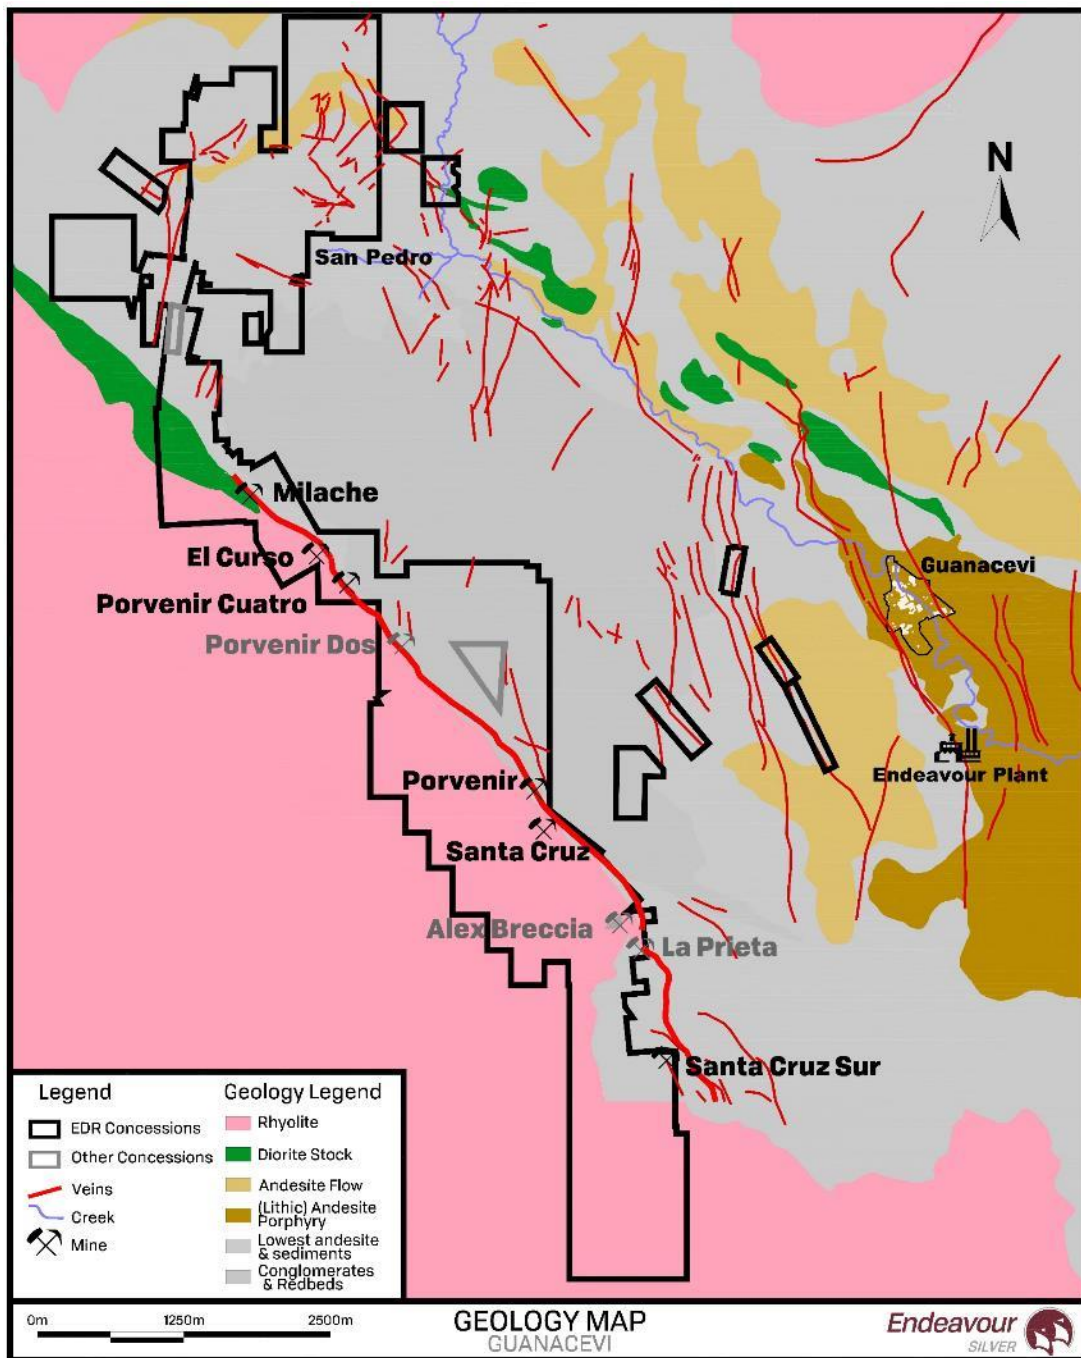 N
San Pedro
Milache
El Curso
Porvenir Cuatro
Porvenir Dos
Guanacevi
Endeavour Plant
Porvenir
Santa Cruz
Alex Breccia
La Prieta
Santa Cruz Sur
Legend
EDR Concessions
Other Concessions
Veins
Creek
Mine
Geology Legend
Rhyolite
Diorite Stock
Andesite Flow
(Lithic) Andesite
Porphyry
Lowest andesite
& sediments
Conglomerates
& Redbeds
0m 1250m 2500m
GEOLOGY MAP
GUANACEVI
Endeavour
SILVER